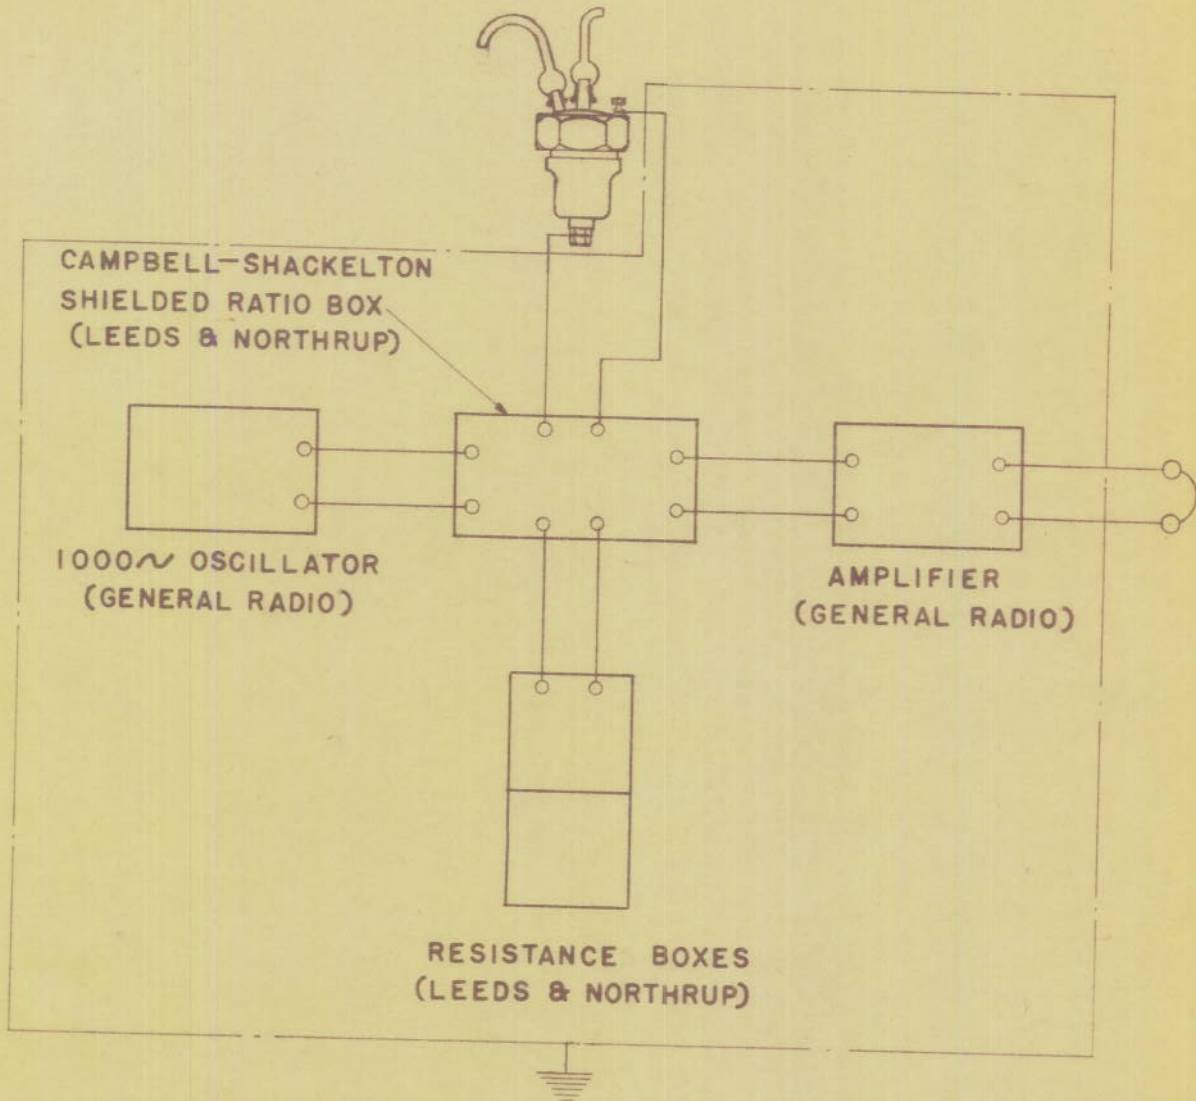 CAMPBELL-SHACKELTON
SHIELDED RATIO BOX
(LEEDS & NORTHRUP)
1000~ OSCILLATOR
(GENERAL RADIO)
AMPLIFIER
(GENERAL RADIO)
RESISTANCE BOXES
(LEEDS & NORTHRUP)